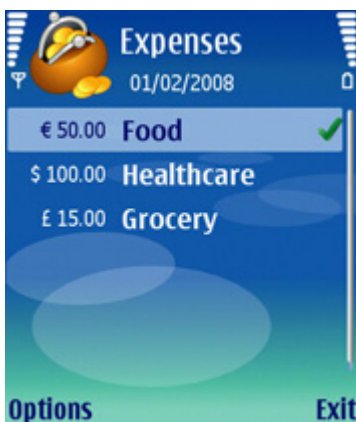 Expenses
01/02/2008
€ 50.00 Food
$ 100.00 Healthcare
£ 15.00 Grocery
Options Exit